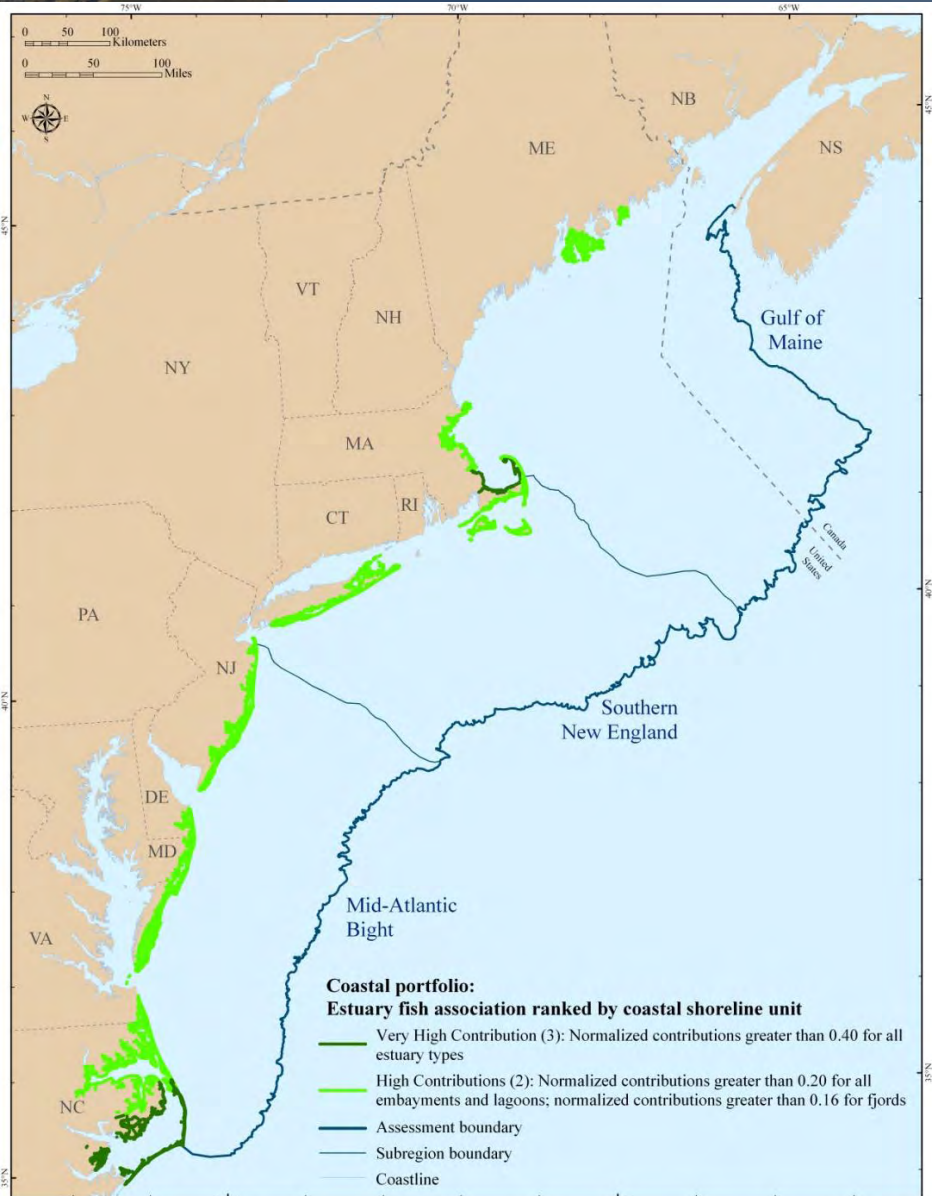 75°W 70°W 65°W
0 50 100
Kilometers
0 50 100
Miles
N
W E
S
NB
ME
NS
45°N
45°N
VT
NH
Gulf of
Maine
NY
MA
CT
RI
Canada
United
States
40°N
PA
NJ
40°N
Southern
New England
DE
MD
Mid-Atlantic
Bight
VA
Coastal portfolio:
Estuary fish association ranked by coastal shoreline unit
Very High Contribution (3): Normalized contributions greater than 0.40 for all
estuary types
High Contributions (2): Normalized contributions greater than 0.20 for all
embayments and lagoons; normalized contributions greater than 0.16 for fjords
35°N
NC
Assessment boundary
Subregion boundary
Coastline
35°N